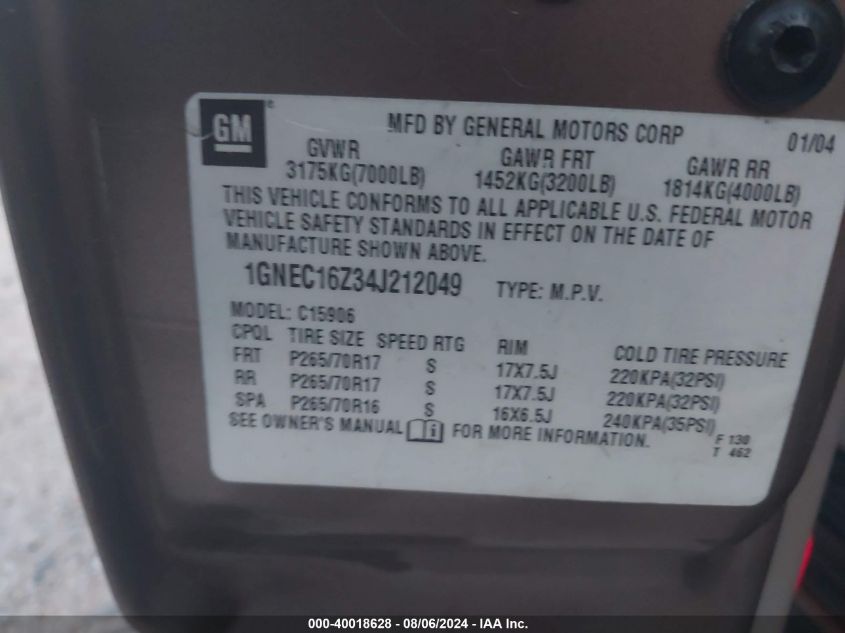 GM®
MFD BY GENERAL MOTORS CORP 01/04
GVWR GAWR FRT GAWR RR
3175KG(7000LB) 1452KG(3200LB) 1814KG(4000LB)
THIS VEHICLE CONFORMS TO ALL APPLICABLE U.S. FEDERAL MOTOR
VEHICLE SAFETY STANDARDS IN EFFECT ON THE DATE OF
MANUFACTURE SHOWN ABOVE.
1GNEC16Z34J212049 TYPE: M.P.V.
MODEL: C15906
CPQL TIRE SIZE SPEED RTG RIM COLD TIRE PRESSURE
FRT P265/70R17 S 17X7.5J 220KPA(32PSI)
RR P265/70R17 S 17X7.5J 220KPA(32PSI)
SPA P265/70R16 S 16X6.5J 240KPA(35PSI)
SEE OWNER'S MANUAL FOR MORE INFORMATION. F 130
T 462
000-40018628 - 08/06/2024 - IAA Inc.